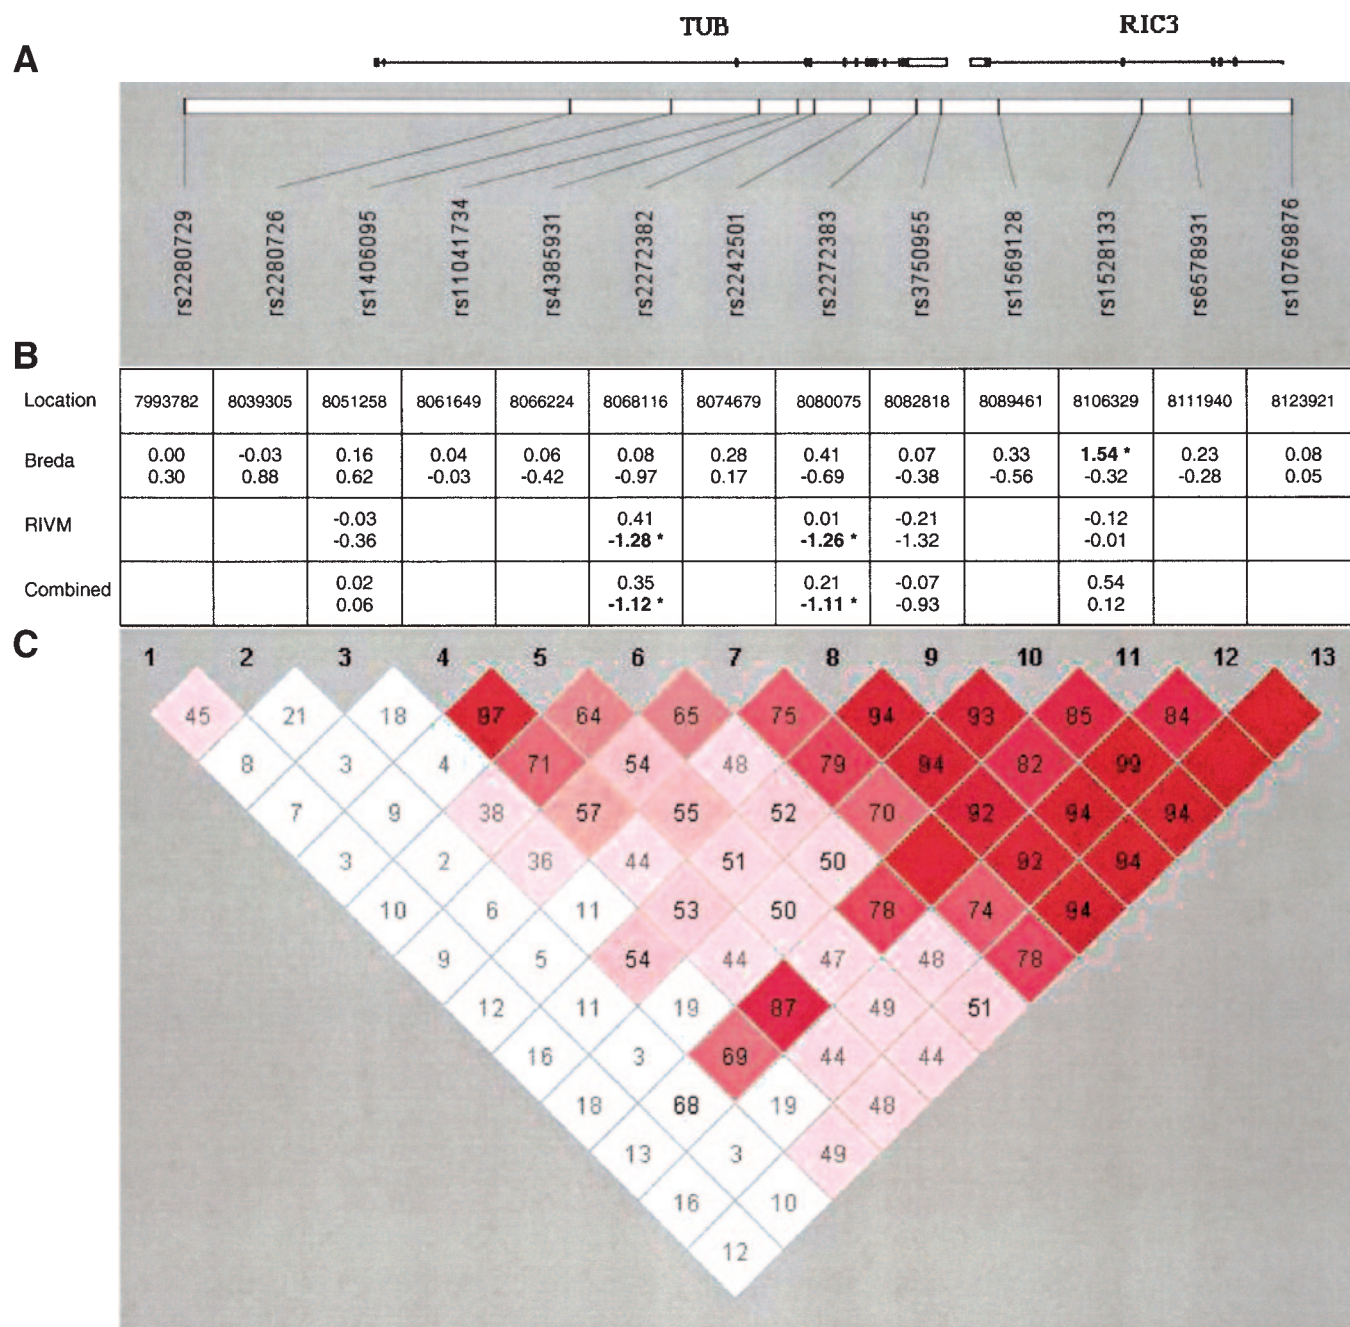 TUB RIC3
A
rs2280729 rs2280726 rs1406095 rs11041734 rs4385931 rs2272382 rs2242501 rs2272383 rs3750955 rs1569128 rs1528133 rs6578931 rs10769876
B
Location 7993782 8039305 8051258 8061649 8066224 8068116 8074679 8080075 8082818 8089461 8106329 8111940 8123921
Breda 0.00 -0.03 0.16 0.04 0.06 0.08 0.28 0.41 0.07 0.33 1.54 * 0.23 0.08
0.30 0.88 0.62 -0.03 -0.42 -0.97 0.17 -0.69 -0.38 -0.56 -0.32 -0.28 0.05
RIVM -0.03 0.41 0.01 -0.21 -0.12
-0.36 -1.28 * -1.26 * -1.32 -0.01
Combined 0.02 0.35 0.21 -0.07 0.54
0.06 -1.12 * -1.11 * -0.93 0.12
C
1 2 3 4 5 6 7 8 9 10 11 12 13
45 21 18 97 64 65 75 94 93 85 84
8 3 4 71 54 48 79 94 82 99
7 9 38 57 55 52 70 92 94 94
3 2 36 44 51 50 92 94
10 6 11 53 50 78 74 94
9 5 54 44 47 48 78
12 11 19 87 49 51
16 3 69 44 44
18 68 19 48
13 3 49
16 10
12